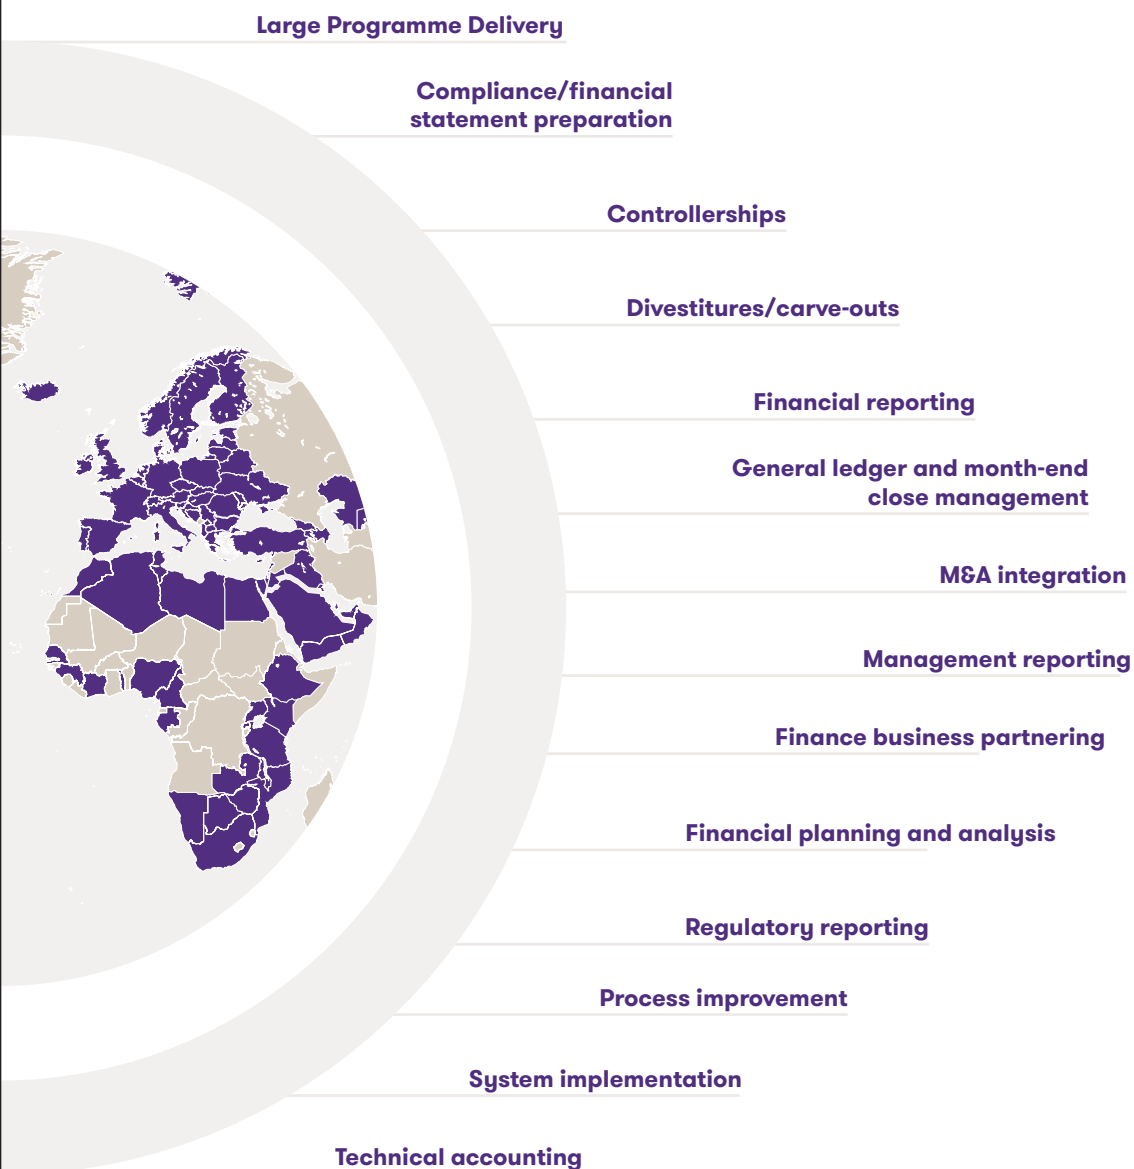 Large Programme Delivery
Compliance/financial
statement preparation
Controllerships
Divestitures/carve-outs
Financial reporting
General ledger and month-end
close management
M&A integration
Management reporting
Finance business partnering
Financial planning and analysis
Regulatory reporting
Process improvement
System implementation
Technical accounting